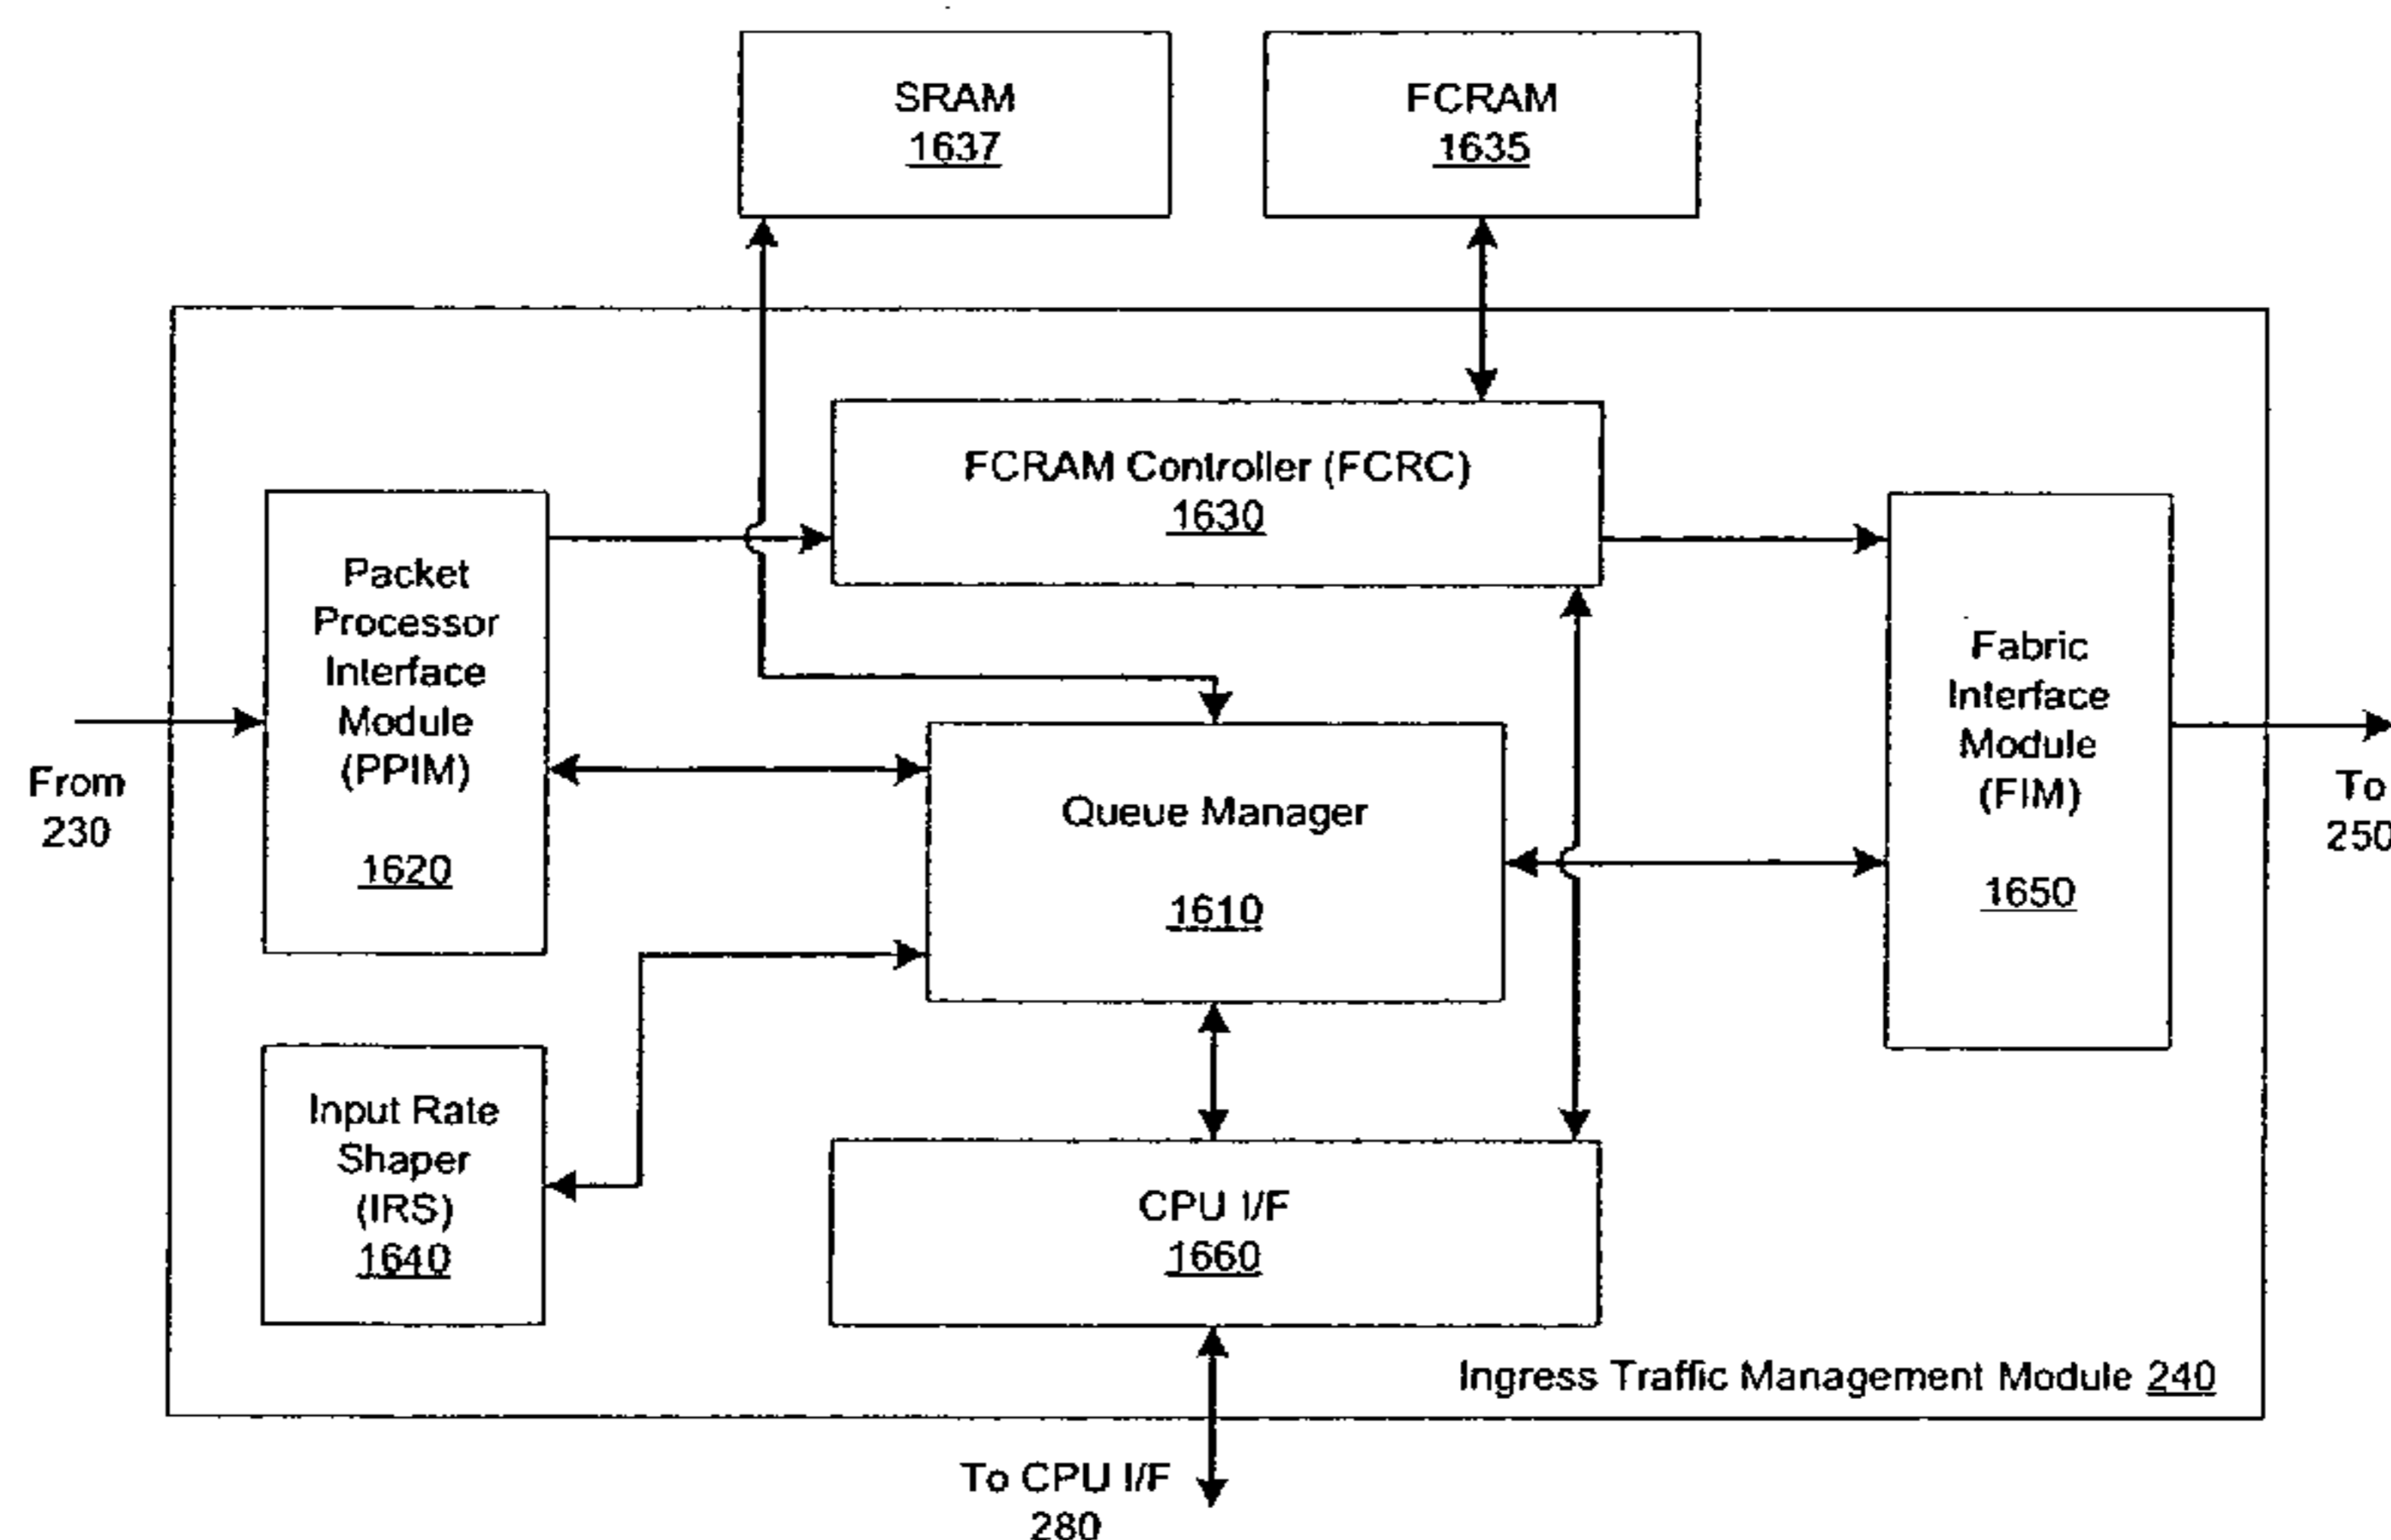 SRAM
1637
FCRAM
1635
FCRAM Controller (FCRC)
1630
Packet
Processor
Interface
Module
(PPIM)
1620
From
230
Queue Manager
1610
Fabric
Interface
Module
(FIM)
1650
To
250
Input Rate
Shaper
(IRS)
1640
CPU I/F
1660
Ingress Traffic Management Module 240
To CPU I/F
280